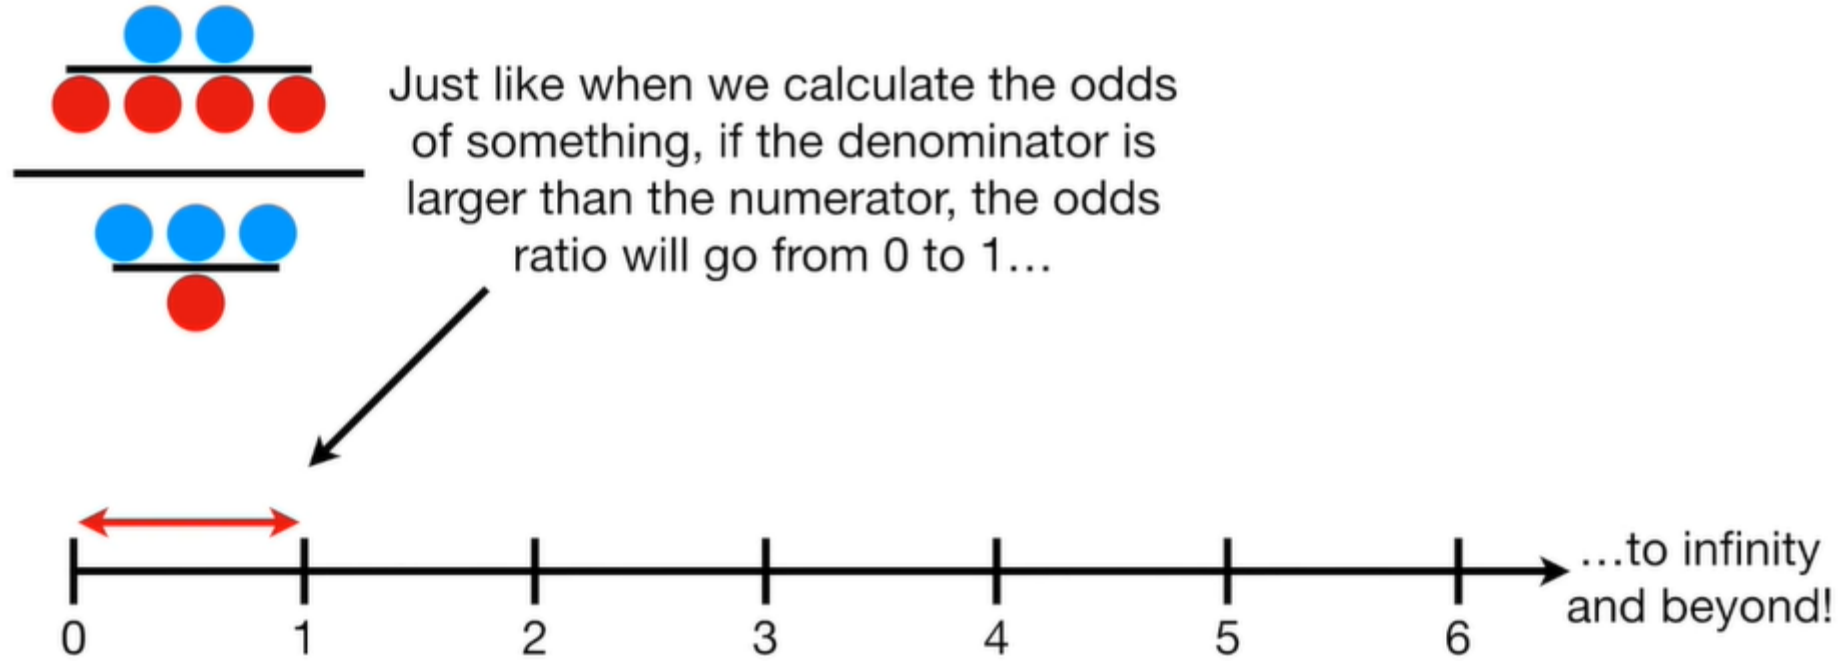 Just like when we calculate the odds
of something, if the denominator is
larger than the numerator, the odds
ratio will go from 0 to 1...
...to infinity
and beyond!
0 1 2 3 4 5 6